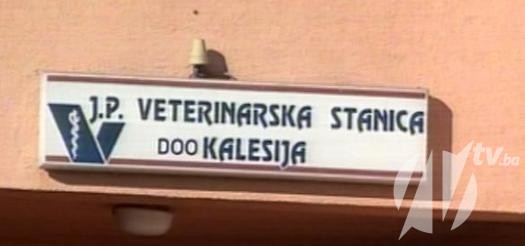 J.P. VETERINARSKA STANICA
DOO KALESIJA
tv.ba